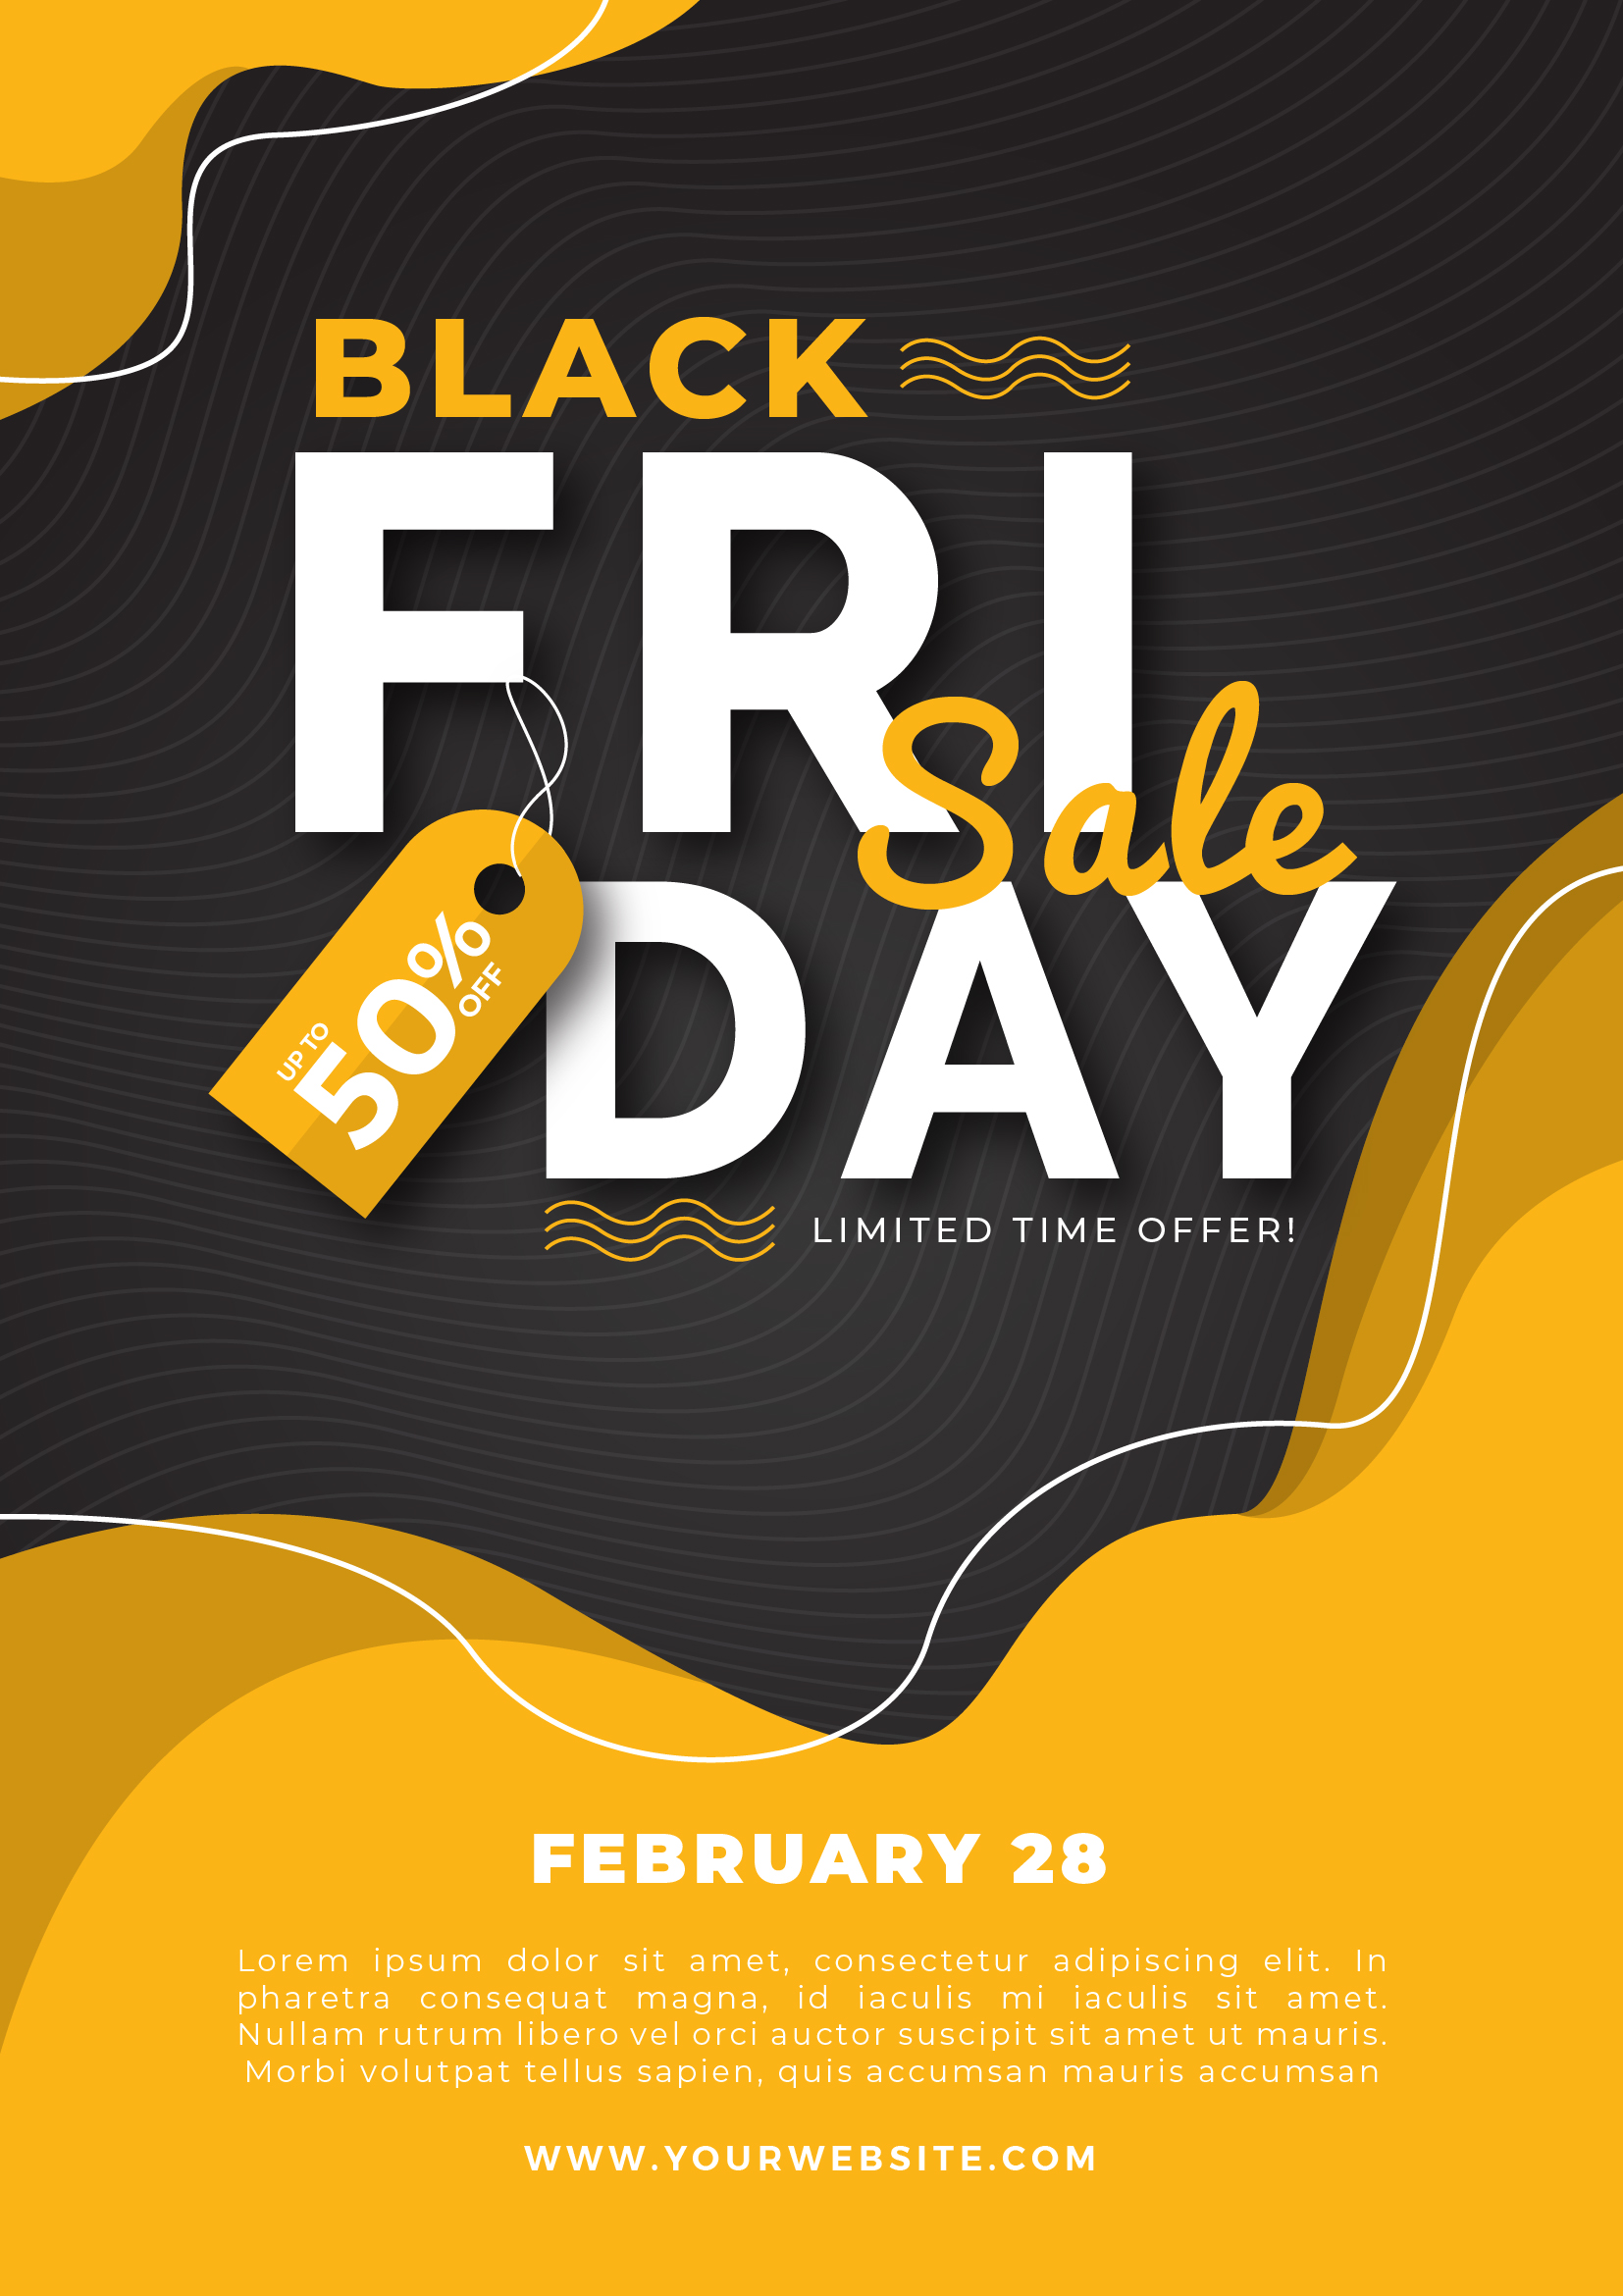 BLACK
FRI
Sale
DAY
UP TO
50%
OFF
LIMITED TIME OFFER!
FEBRUARY 28
Lorem ipsum dolor sit amet, consectetur adipiscing elit. In
pharetra consequat magna, id iaculis mi iaculis sit amet.
Nullam rutrum libero vel orci auctor suscipit sit amet ut mauris.
Morbi volutpat tellus sapien, quis accumsan mauris accumsan
WWW.YOURWEBSITE.COM